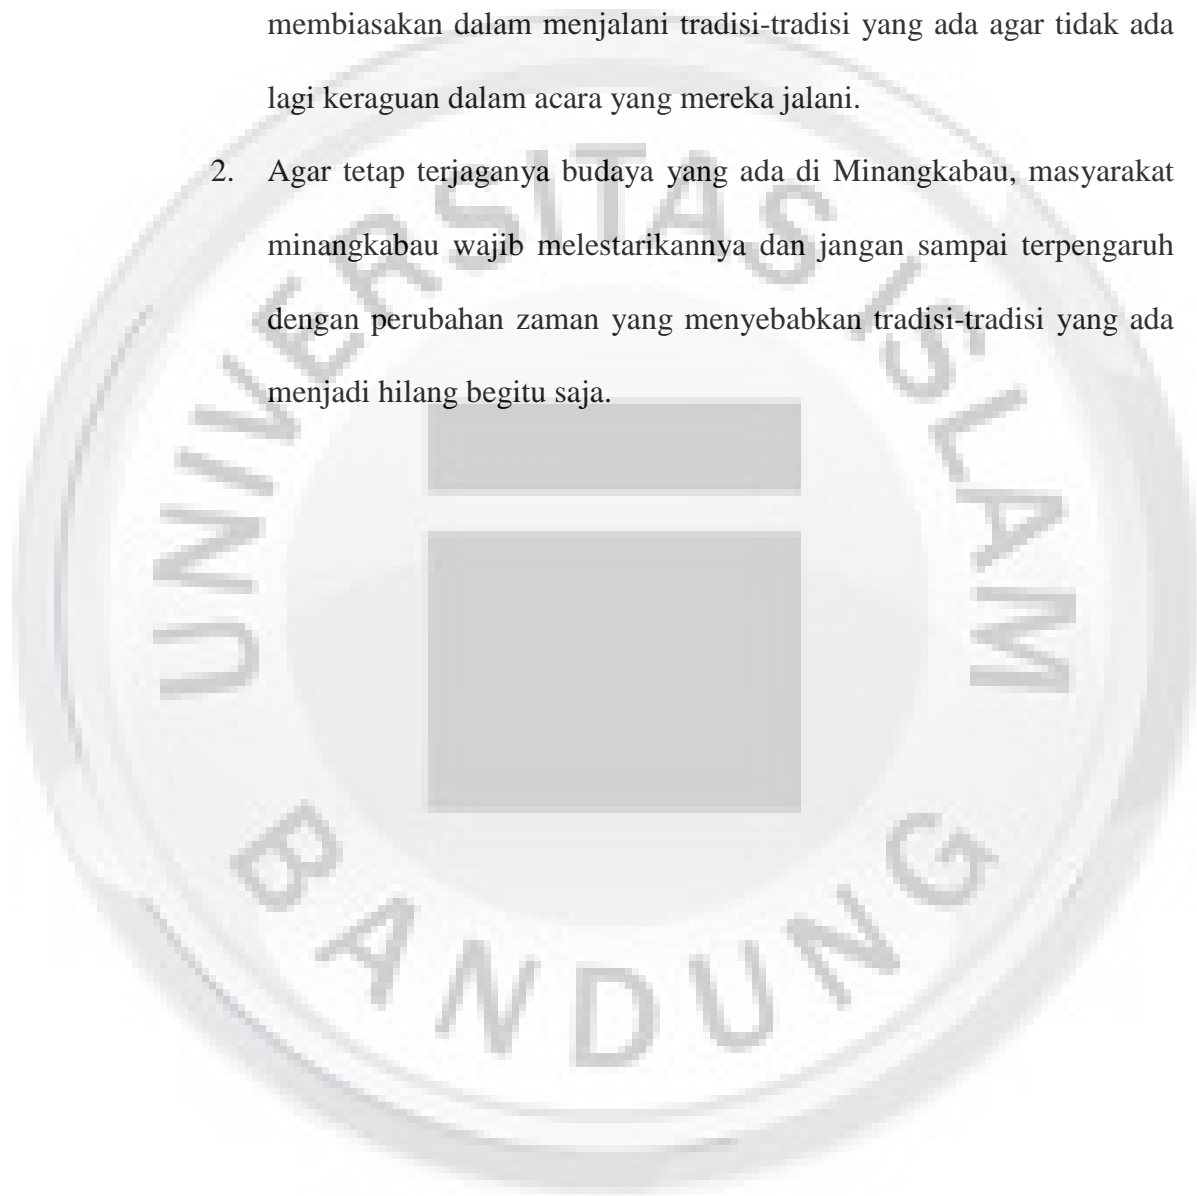 membiasakan dalam menjalani tradisi-tradisi yang ada agar tidak ada
lagi keraguan dalam acara yang mereka jalani.
2. Agar tetap terjaganya budaya yang ada di Minangkabau, masyarakat
minangkabau wajib melestarikannya dan jangan sampai terpengaruh
dengan perubahan zaman yang menyebabkan tradisi-tradisi yang ada
menjadi hilang begitu saja.
UNIVERSITAS ISLAM
BANDUNG